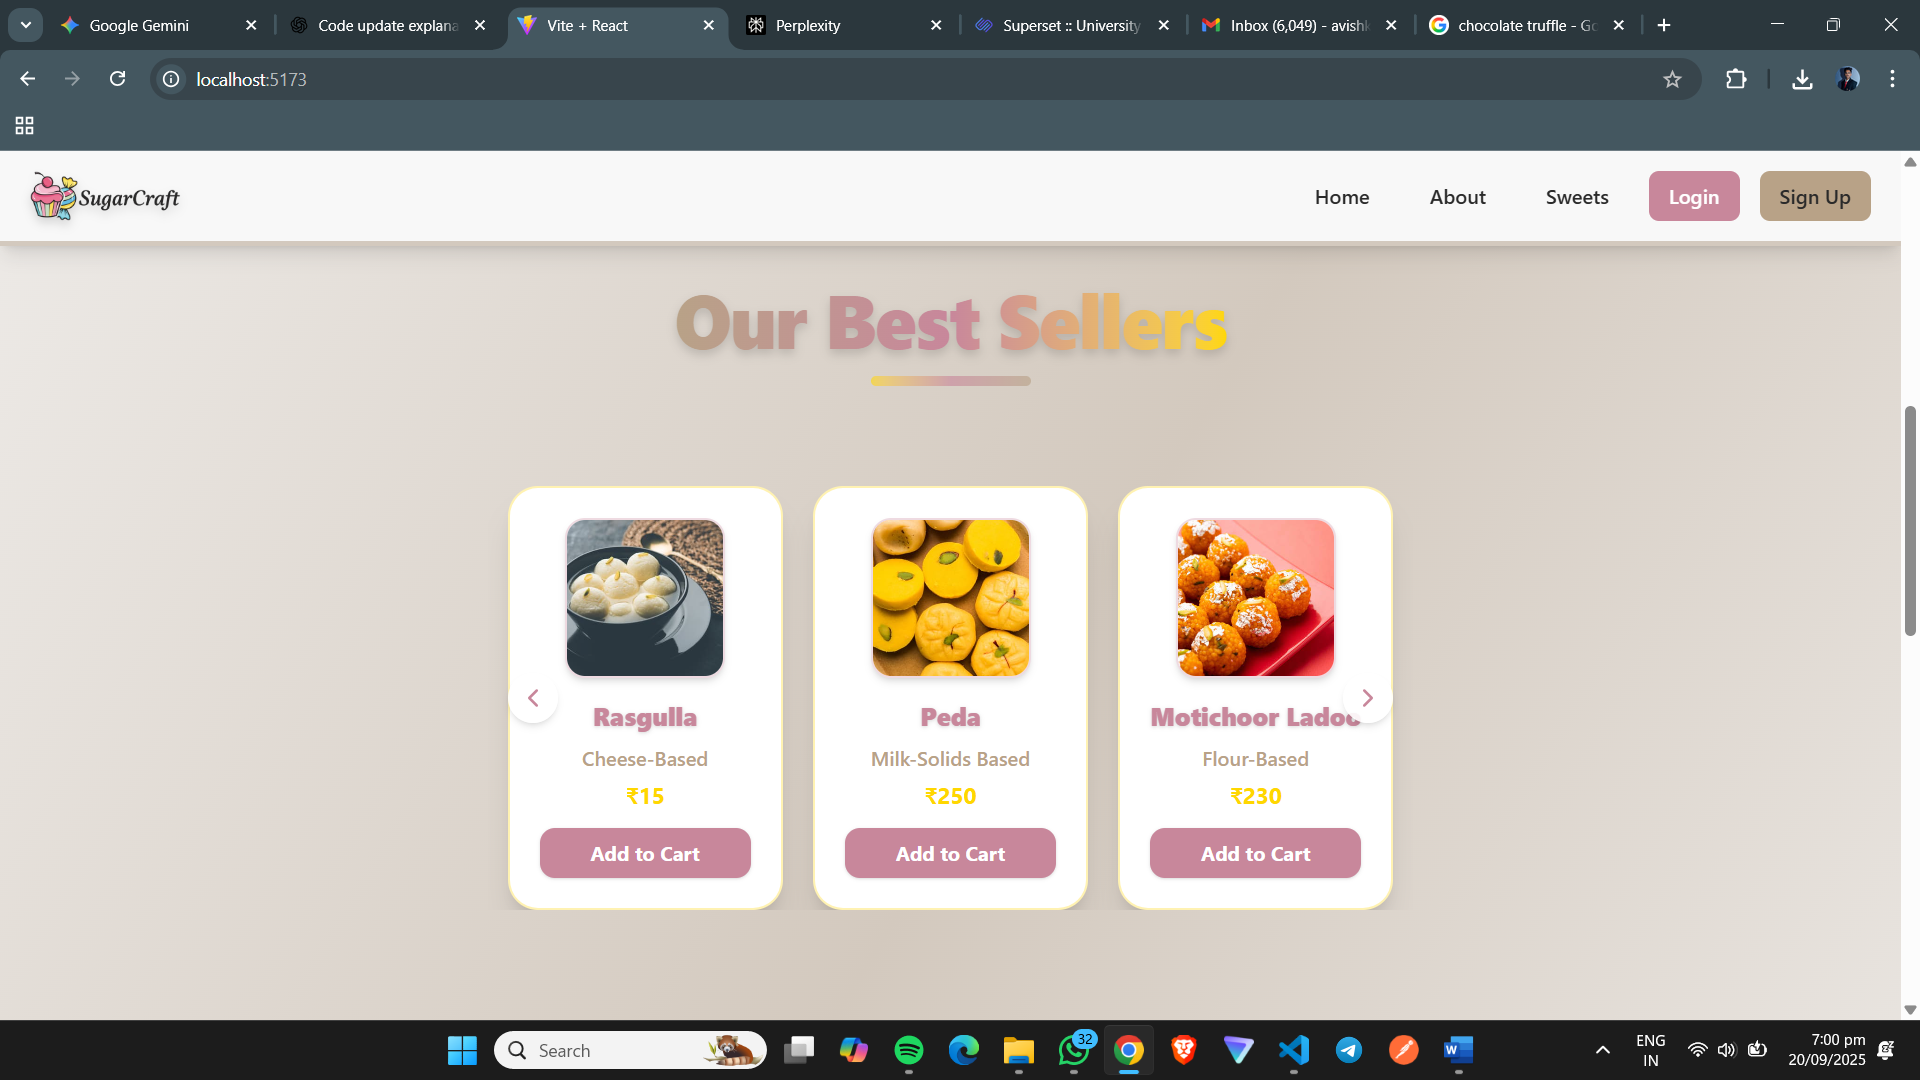 Google Gemini
Code update explana
Vite + React
Perplexity
Superset :: University
Inbox (6,049) - avishk
chocolate truffle - Go
localhost:5173
SugarCraft
Home
About
Sweets
Login
Sign Up
Our Best Sellers
Rasgulla
Cheese-Based
₹15
Add to Cart
Peda
Milk-Solids Based
₹250
Add to Cart
Motichoor Ladoo
Flour-Based
₹230
Add to Cart
Search
32
W
ENG
IN
7:00 pm
20/09/2025